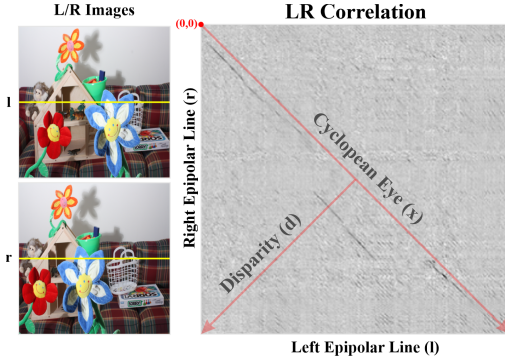 L/R Images
LR Correlation
(0,0)
l
r
Right Epipolar Line (r)
Cyclopean Eye (x)
Disparity (d)
Left Epipolar Line (l)